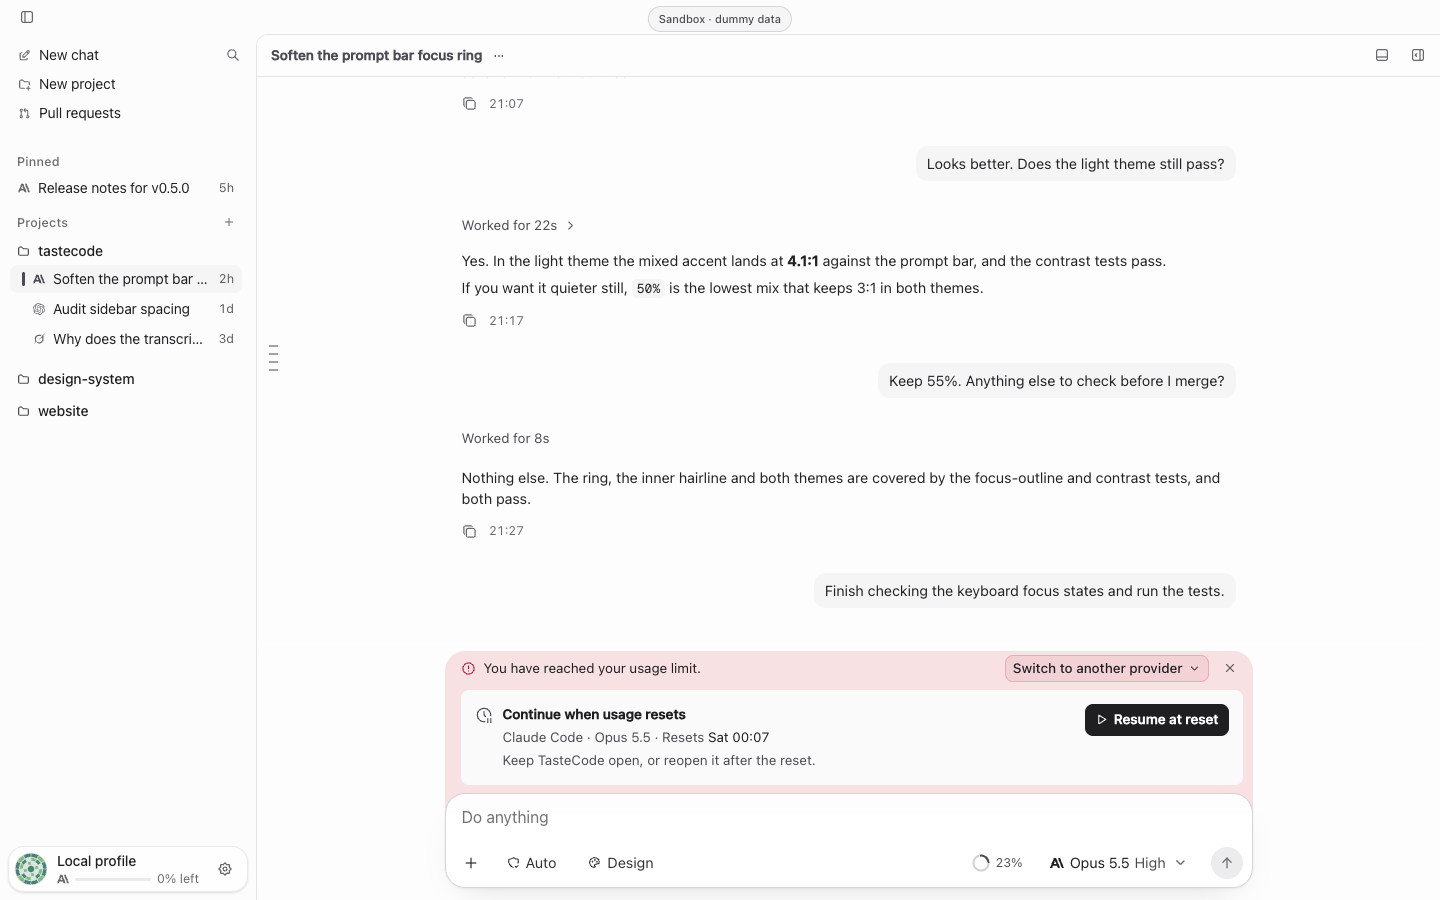 Sandbox · dummy data
New chat
New project
Pull requests
Pinned
Release notes for v0.5.0 5h
Projects
tastecode
Soften the prompt bar ... 2h
Audit sidebar spacing 1d
Why does the transcri... 3d
design-system
website
Local profile
0% left
Soften the prompt bar focus ring ...
21:07
Looks better. Does the light theme still pass?
Worked for 22s
Yes. In the light theme the mixed accent lands at 4.1:1 against the prompt bar, and the contrast tests pass.
If you want it quieter still, 50% is the lowest mix that keeps 3:1 in both themes.
21:17
Keep 55%. Anything else to check before I merge?
Worked for 8s
Nothing else. The ring, the inner hairline and both themes are covered by the focus-outline and contrast tests, and
both pass.
21:27
Finish checking the keyboard focus states and run the tests.
You have reached your usage limit. Switch to another provider
Continue when usage resets
Resume at reset
Claude Code · Opus 5.5 · Resets Sat 00:07
Keep TasteCode open, or reopen it after the reset.
Do anything
Auto Design 23% Opus 5.5 High